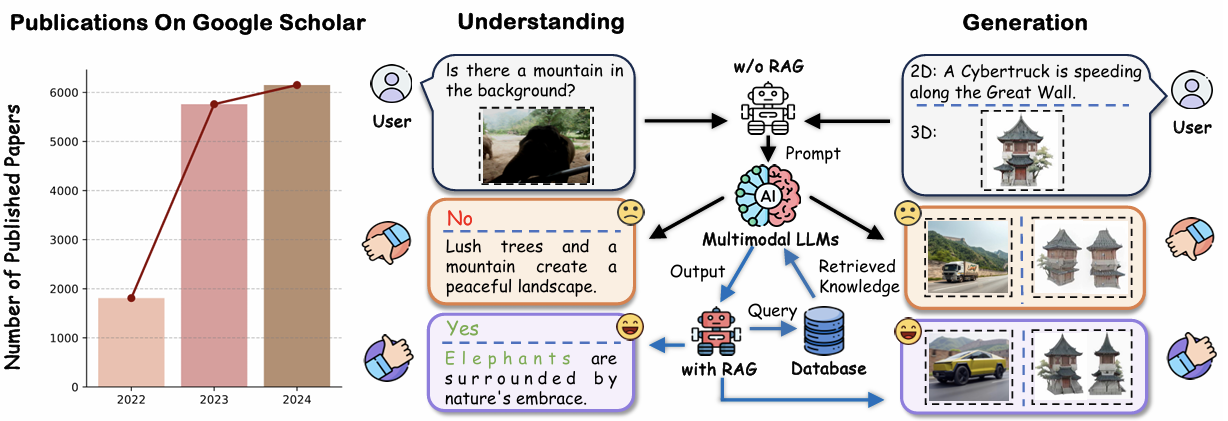 Publications On Google Scholar
Number of Published Papers
6000
5000
4000
3000
2000
1000
0
2022
2023
2024
Understanding
User
Is there a mountain in
the background?
No
Lush trees and a
mountain create a
peaceful landscape.
Yes
Elephants are
surrounded by
nature's embrace.
w/o RAG
Prompt
AI
Multimodal LLMs
Output
Retrieved
Knowledge
Query
with RAG
Database
Generation
2D: A Cybertruck is speeding
along the Great Wall.
3D:
User